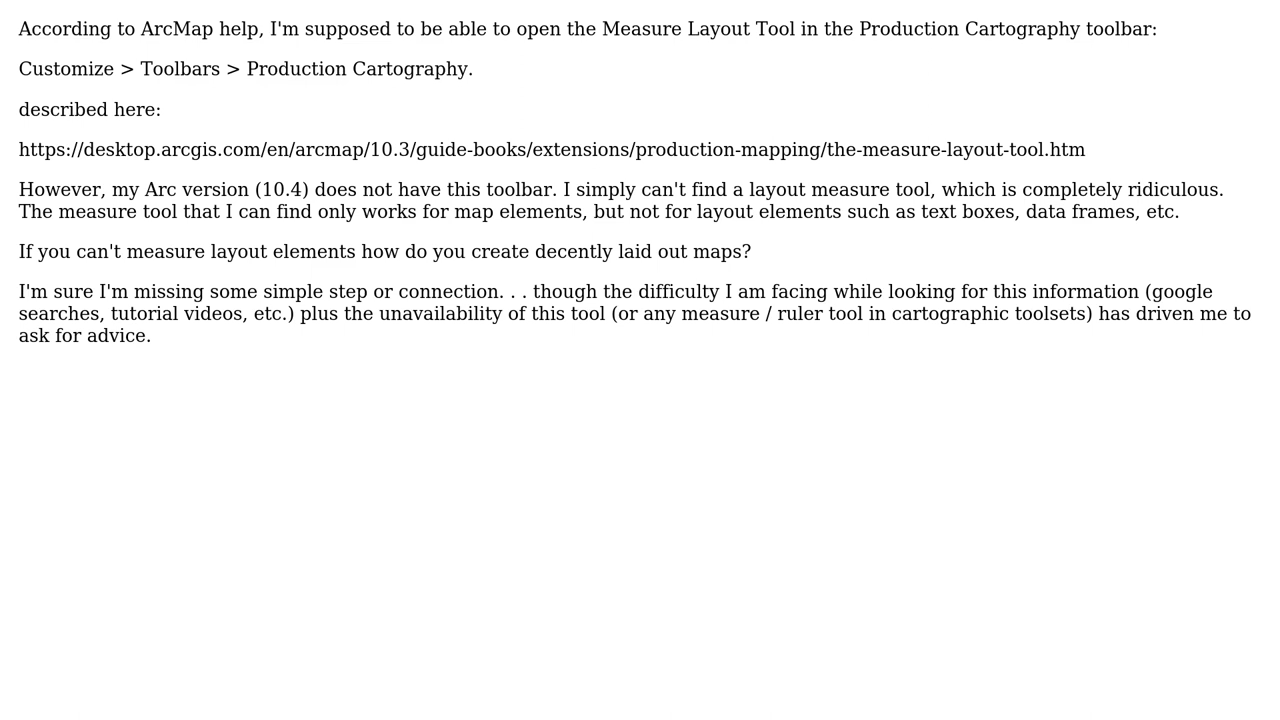 According to ArcMap help, I'm supposed to be able to open the Measure Layout Tool in the Production Cartography toolbar:
Customize > Toolbars > Production Cartography.
described here:
https://desktop.arcgis.com/en/arcmap/10.3/guide-books/extensions/production-mapping/the-measure-layout-tool.htm
However, my Arc version (10.4) does not have this toolbar. I simply can't find a layout measure tool, which is completely ridiculous.
The measure tool that I can find only works for map elements, but not for layout elements such as text boxes, data frames, etc.
If you can't measure layout elements how do you create decently laid out maps?
I'm sure I'm missing some simple step or connection. . . though the difficulty I am facing while looking for this information (google
searches, tutorial videos, etc.) plus the unavailability of this tool (or any measure / ruler tool in cartographic toolsets) has driven me to
ask for advice.